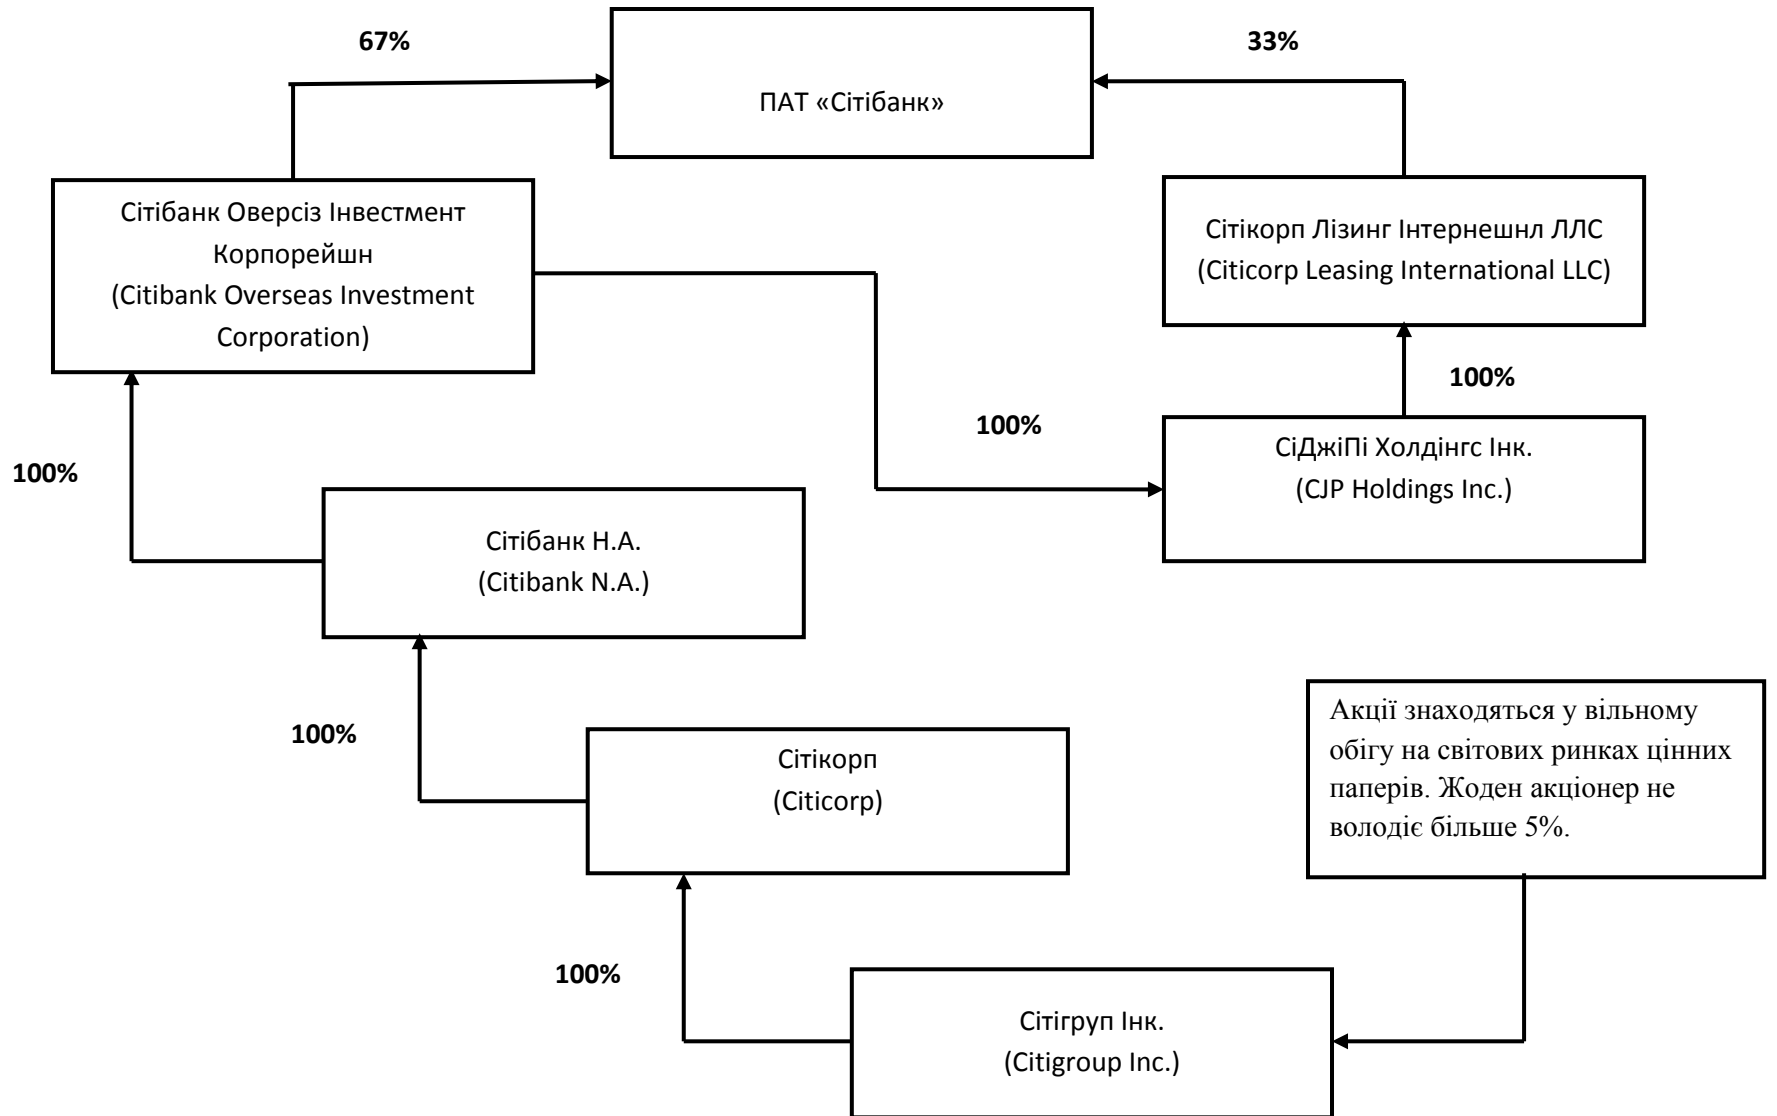 67%
33%
ПАТ «Сітібанк»
Сітібанк Оверсіз Інвестмент
Корпорейшн
(Citibank Overseas Investment
Corporation)
Сітікорп Лізинг Інтернешнл ЛЛС
(Citicorp Leasing International LLC)
100%
100%
СіДжіПі Холдінгс Інк.
(CJP Holdings Inc.)
100%
Сітібанк Н.А.
(Citibank N.A.)
100%
Сітікорп
(Citicorp)
Акції знаходяться у вільному
обігу на світових ринках цінних
паперів. Жоден акціонер не
володіє більше 5%.
100%
Сітігруп Інк.
(Citigroup Inc.)